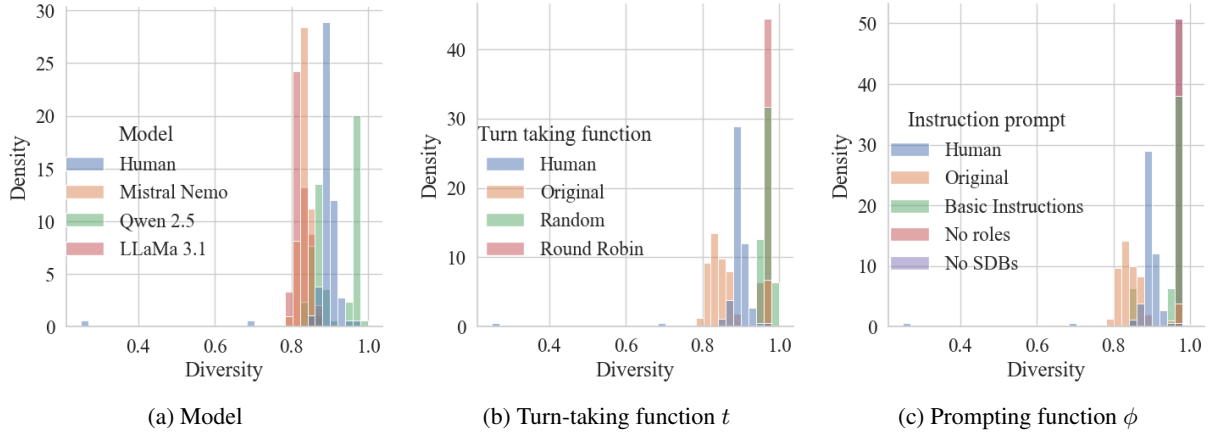 30
25
20
15
10
5
0
Density
Model
Human
Mistral Nemo
Qwen 2.5
LLaMa 3.1
0.4
0.6
0.8
1.0
Diversity
(a) Model
40
30
20
10
0
Density
Turn taking function
Human
Original
Random
Round Robin
0.4
0.6
0.8
1.0
Diversity
(b) Turn-taking function t
50
40
30
20
10
0
Density
Instruction prompt
Human
Original
Basic Instructions
No roles
No SDBs
0.4
0.6
0.8
1.0
Diversity
(c) Prompting function ϕ